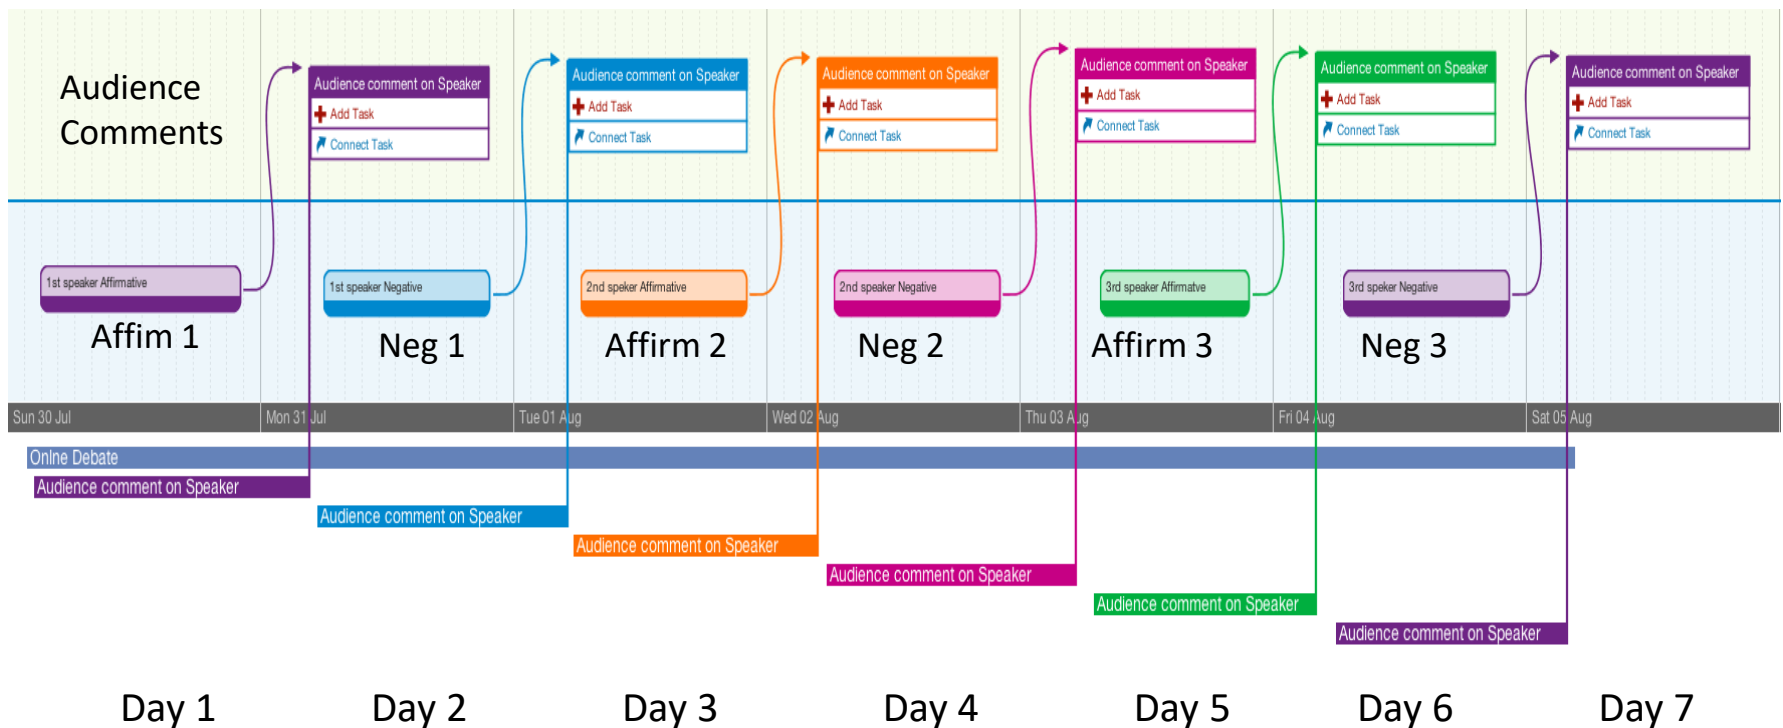 Audience
Comments
Audience comment on Speaker
Add Task
Connect Task
Audience comment on Speaker
Add Task
Connect Task
Audience comment on Speaker
Add Task
Connect Task
Audience comment on Speaker
Add Task
Connect Task
Audience comment on Speaker
Add Task
Connect Task
Audience comment on Speaker
Add Task
Connect Task
1st speaker Affirmative
1st speaker Negative
2nd speker Affirmative
2nd speaker Negative
3rd speaker Affirmative
3rd speker Negative
Affim 1
Neg 1
Affirm 2
Neg 2
Affirm 3
Neg 3
Sun 30 Jul
Mon 31 Jul
Tue 01 Aug
Wed 02 Aug
Thu 03 Aug
Fri 04 Aug
Sat 05 Aug
Onlne Debate
Audience comment on Speaker
Audience comment on Speaker
Audience comment on Speaker
Audience comment on Speaker
Audience comment on Speaker
Audience comment on Speaker
Day 1
Day 2
Day 3
Day 4
Day 5
Day 6
Day 7